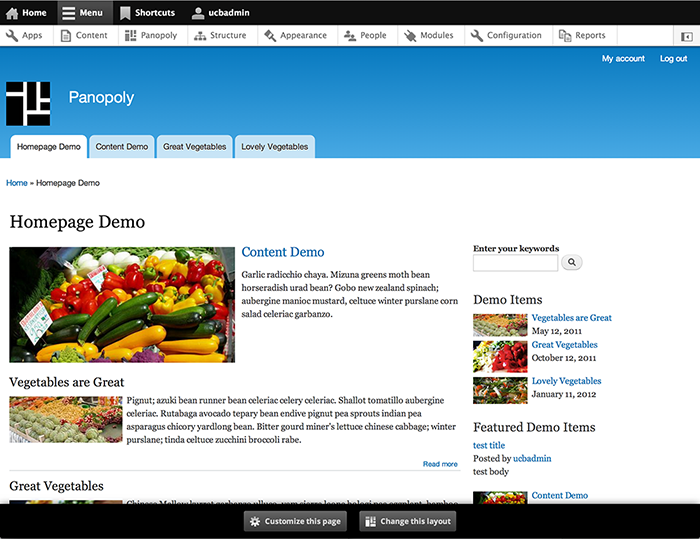 Home Menu Shortcuts ucbadmin
Apps Content Panopoly Structure Appearance People Modules Configuration Reports
My account Log out
Panopoly
Homepage Demo Content Demo Great Vegetables Lovely Vegetables
Home » Homepage Demo
Homepage Demo
Content Demo
Garlic radicchio chaya. Mizuna greens moth bean
horseradish urad bean? Gobo new zealand spinach;
aubergine manioc mustard, celtuce winter purslane corn
salad celeriac garbanzo.
Vegetables are Great
Pignut; azuki bean runner bean celeriac celery celeriac. Shallot tomatillo aubergine
celeriac. Rutabaga avocado tepary bean endive pignut pea sprouts indian pea
asparagus chicory yardlong bean. Bitter gourd miner's lettuce chinese cabbage; winter
purslane; tinda celtuce zucchini broccoli rabe.
Read more
Great Vegetables
Enter your keywords
Demo Items
Vegetables are Great
May 12, 2011
Great Vegetables
October 12, 2011
Lovely Vegetables
January 11, 2012
Featured Demo Items
test title
Posted by ucbadmin
test body
Content Demo
Customize this page Change this layout